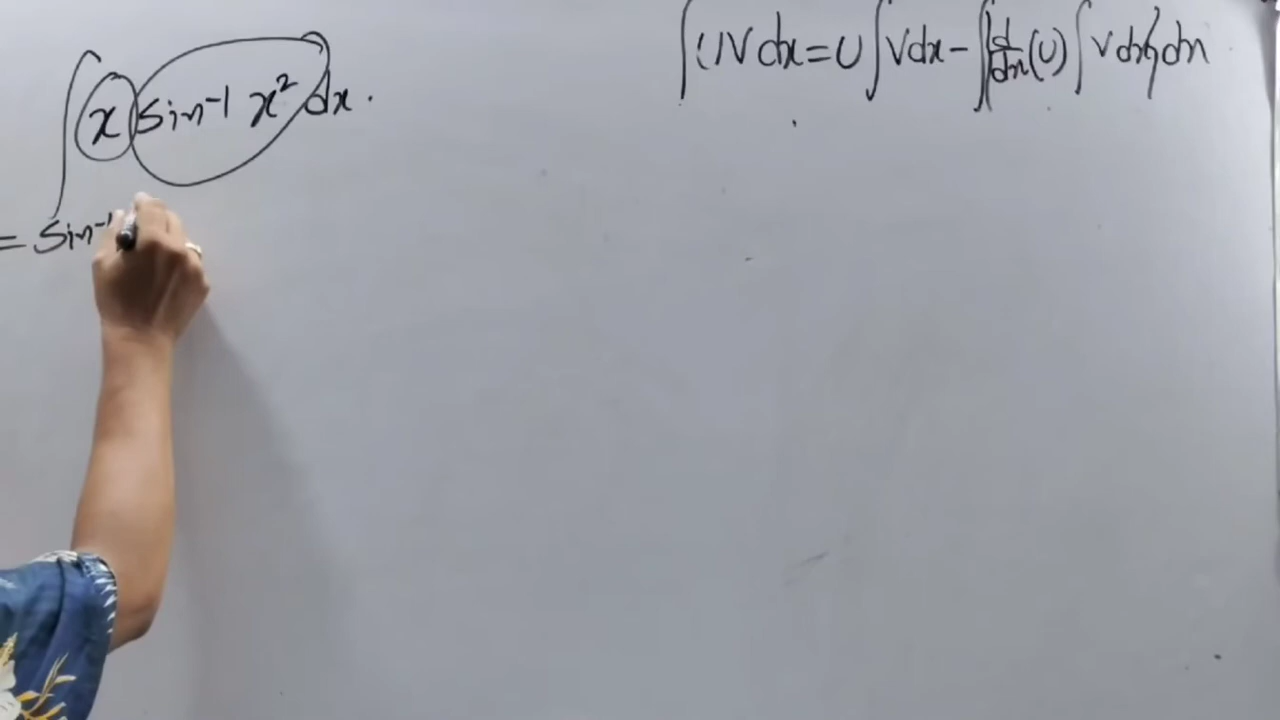 ∫ x sin⁻¹ x² dx.
∫ UV dx = U ∫ V dx - ∫ (d/dx (U) ∫ V dx) dx
= sin⁻¹